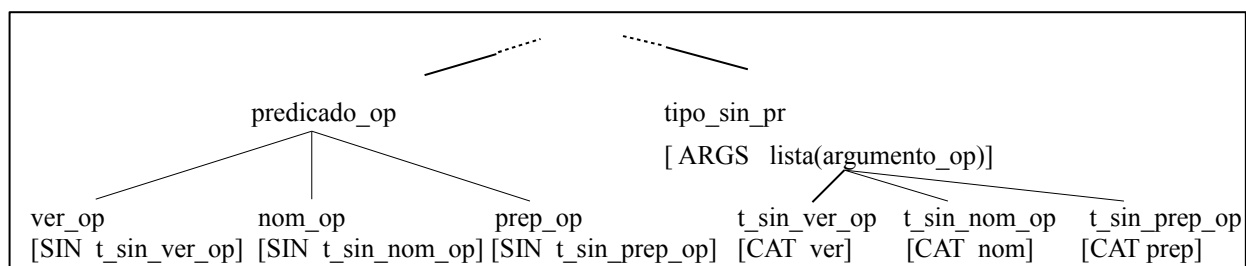 predicado_op tipo_sin_pr
[ ARGS lista(argumento_op)]
ver_op nom_op prep_op t_sin_ver_op t_sin_nom_op t_sin_prep_op
[SIN t_sin_ver_op] [SIN t_sin_nom_op] [SIN t_sin_prep_op] [CAT ver] [CAT nom] [CAT prep]